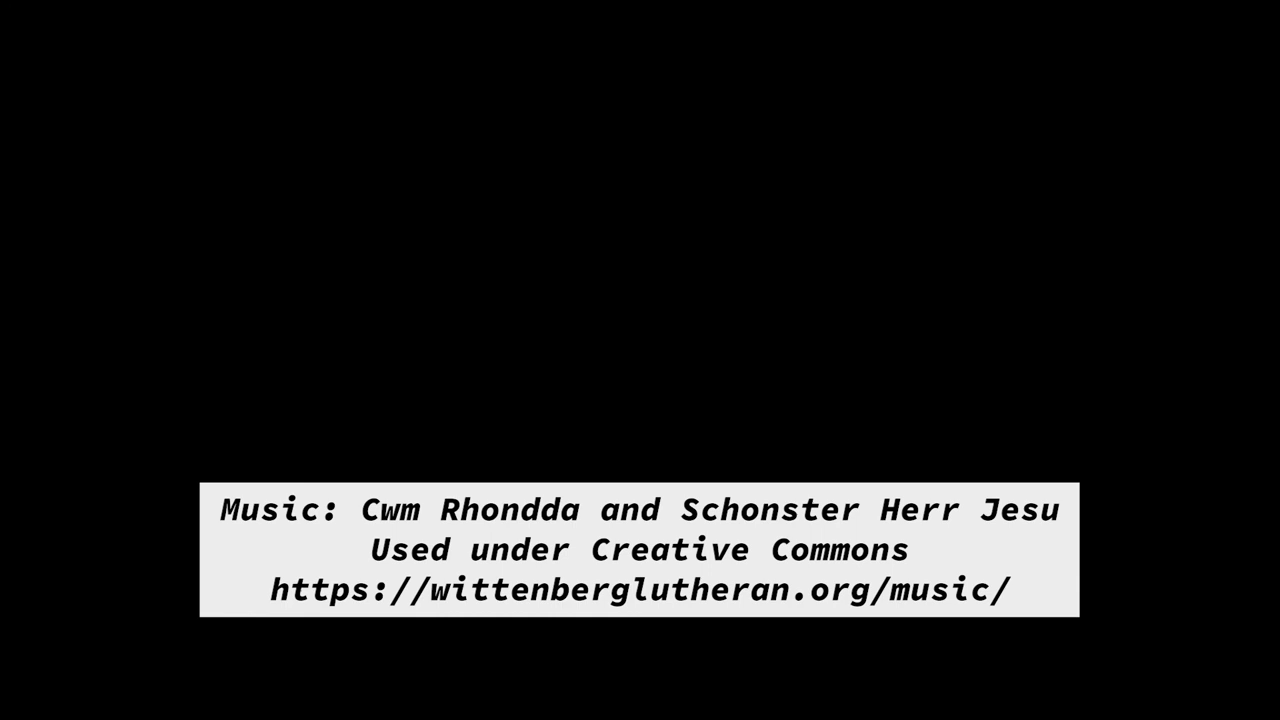 Music: Cwm Rhondda and Schonster Herr Jesu
Used under Creative Commons
https://wittenberglutheran.org/music/